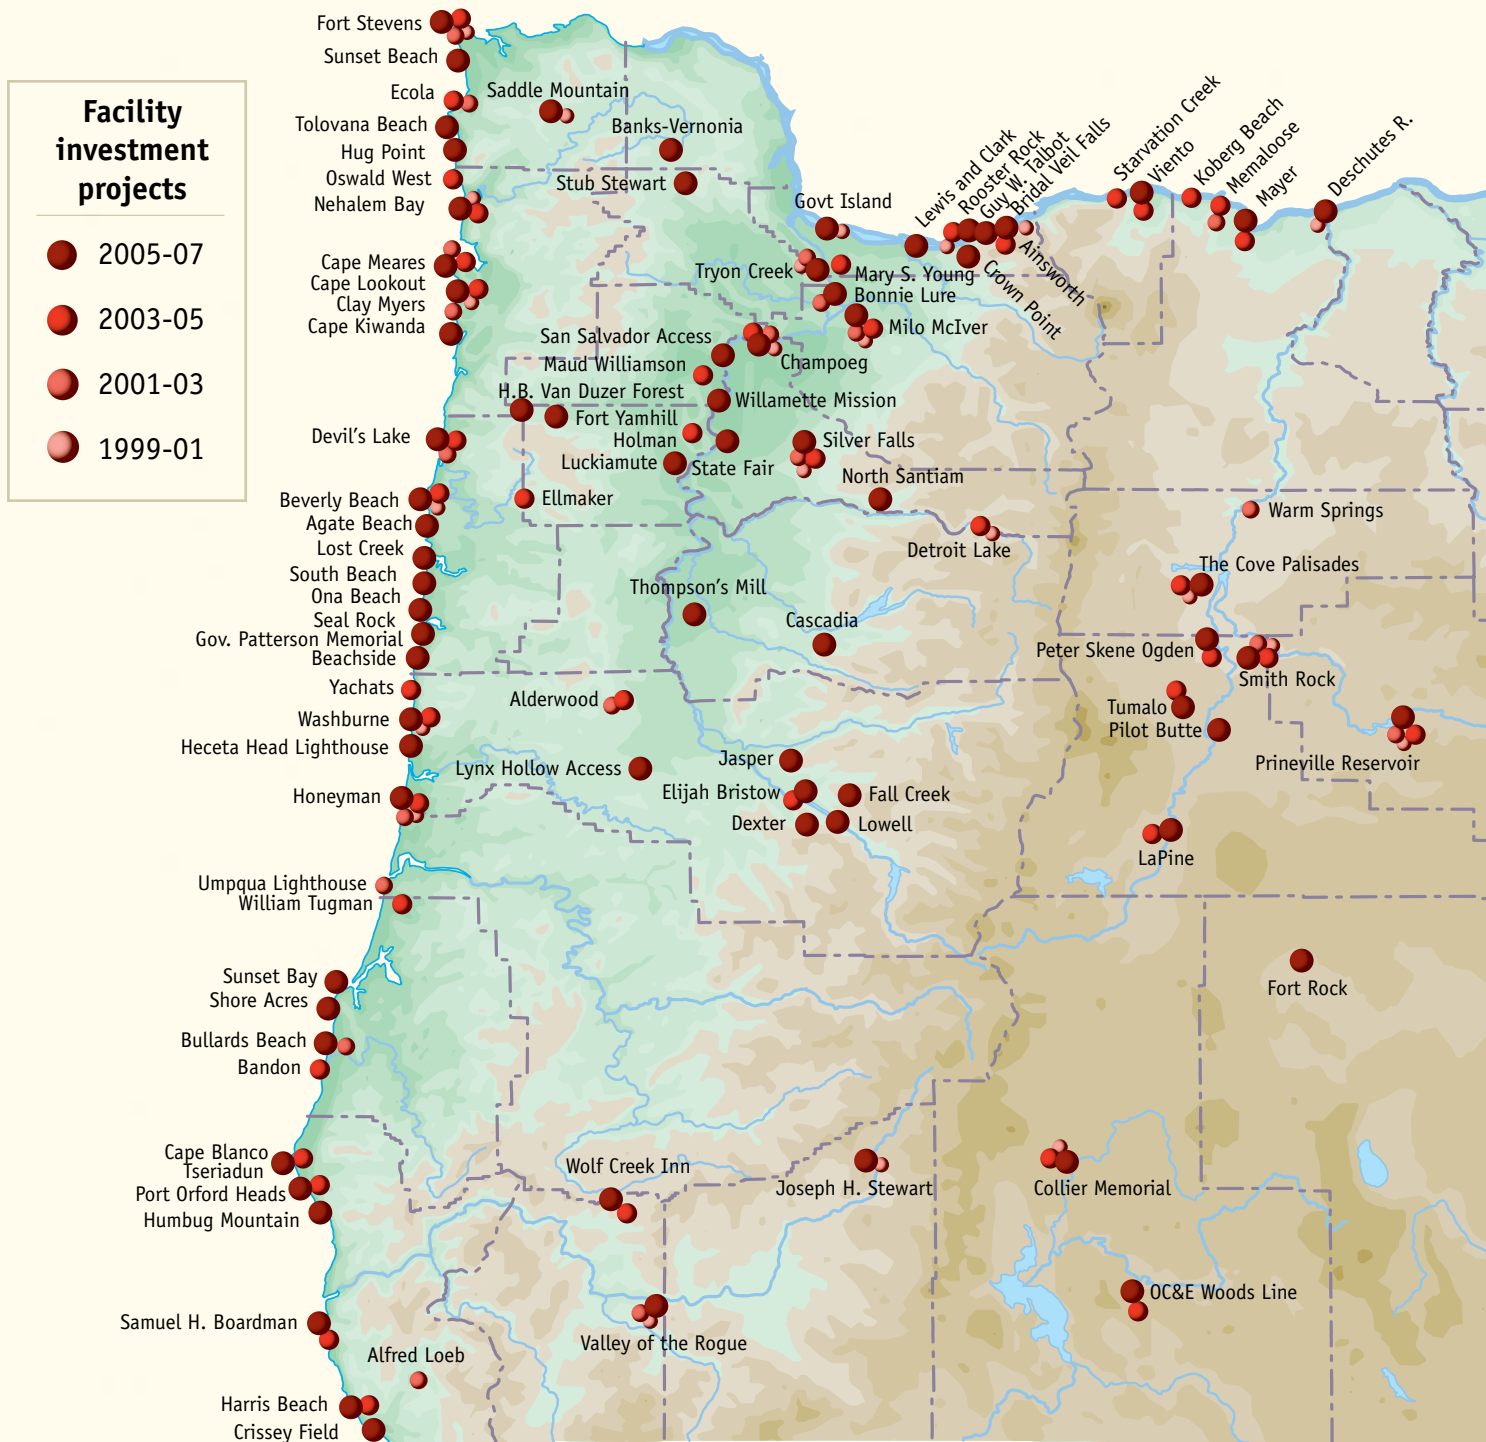 Facility
investment
projects
2005-07
2003-05
2001-03
1999-01
Fort Stevens
Sunset Beach
Ecola
Saddle Mountain
Tolovana Beach
Banks-Vernonia
Hug Point
Oswald West
Stub Stewart
Nehalem Bay
Govt Island
Lewis and Clark
Rooster Rock
Guy W. Talbot
Bridal Veil Falls
Starvation Creek
Viento
Koberg Beach
Memaloose
Mayer
Deschutes R.
Ainsworth
Crown Point
Cape Meares
Tryon Creek
Mary S. Young
Cape Lookout
Bonnie Lure
Clay Myers
Cape Kiwanda
San Salvador Access
Milo McIver
Maud Williamson
Champoeg
H.B. Van Duzer Forest
Willamette Mission
Fort Yamhill
Devil's Lake
Holman
Silver Falls
Luckiamute
State Fair
North Santiam
Beverly Beach
Ellmaker
Warm Springs
Agate Beach
Lost Creek
Detroit Lake
The Cove Palisades
South Beach
Thompson's Mill
Ona Beach
Seal Rock
Cascadia
Gov. Patterson Memorial
Peter Skene Ogden
Beachside
Smith Rock
Yachats
Alderwood
Tumalo
Washburne
Pilot Butte
Heceta Head Lighthouse
Jasper
Prineville Reservoir
Lynx Hollow Access
Honeyman
Elijah Bristow
Fall Creek
Dexter
Lowell
LaPine
Umpqua Lighthouse
William Tugman
Sunset Bay
Fort Rock
Shore Acres
Bullards Beach
Bandon
Cape Blanco
Tseriadun
Wolf Creek Inn
Joseph H. Stewart
Collier Memorial
Port Orford Heads
Humbug Mountain
OC&E Woods Line
Samuel H. Boardman
Valley of the Rogue
Alfred Loeb
Harris Beach
Crissey Field